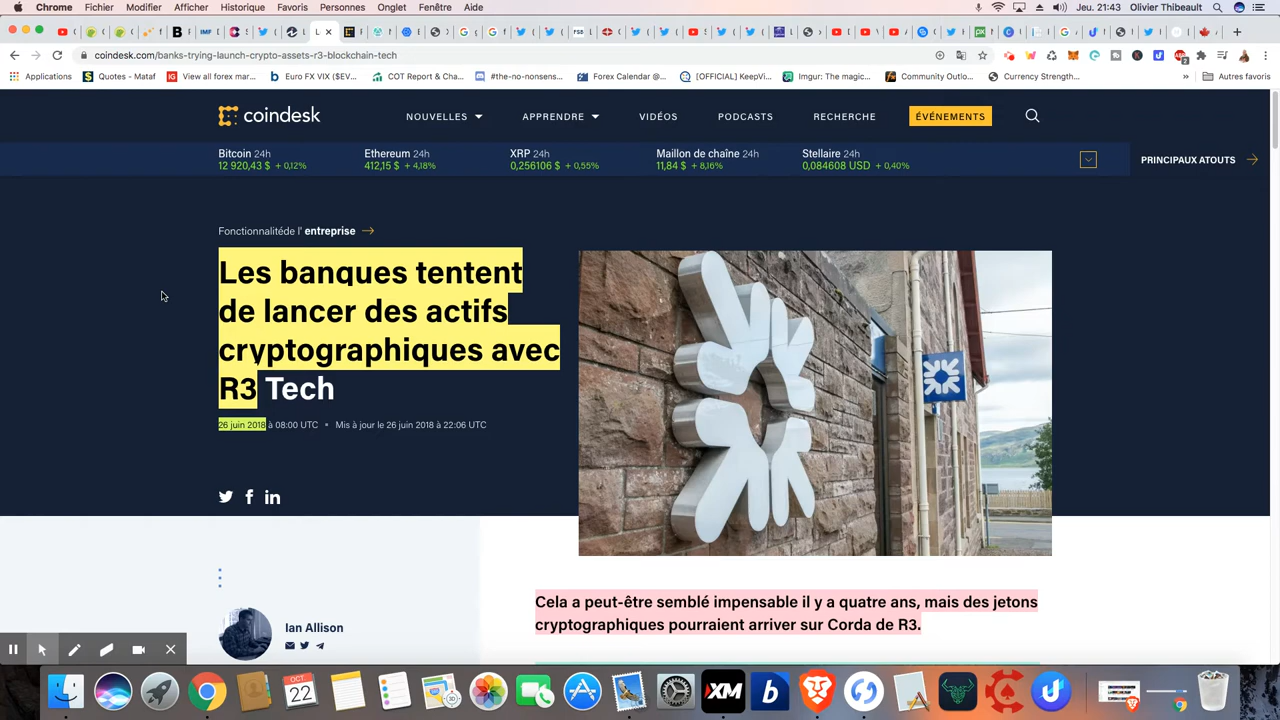 Chrome Fichier Modifier Afficher Historique Favoris Personnes Onglet Fenêtre Aide Jeu. 21:43 Olivier Thibeault
coindesk.com/banks-trying-launch-crypto-assets-r3-blockchain-tech
Applications Quotes - Mataf View all forex mar... Euro FX VIX ($EV... COT Report & Cha... #the-no-nonsens... Forex Calendar @... [OFFICIAL] KeepVi... Imgur: The magic... Community Outlo... Currency Strength... » Autres favoris
coindesk NOUVELLES APPRENDRE VIDÉOS PODCASTS RECHERCHE ÉVÉNEMENTS
Bitcoin 24h Ethereum 24h XRP 24h Maillon de chaîne 24h Stellaire 24h
12 920,43 $ + 0,12% 412,15 $ + 4,18% 0,256106 $ + 0,55% 11,84 $ + 8,16% 0,084608 USD + 0,40%
PRINCIPAUX ATOUTS
Fonctionnalitéde l' entreprise
Les banques tentent
de lancer des actifs
cryptographiques avec
R3 Tech
26 juin 2018 à 08:00 UTC • Mis à jour le 26 juin 2018 à 22:06 UTC
Cela a peut-être semblé impensable il y a quatre ans, mais des jetons
cryptographiques pourraient arriver sur Corda de R3.
Ian Allison
OCT
22
3D
XM
b